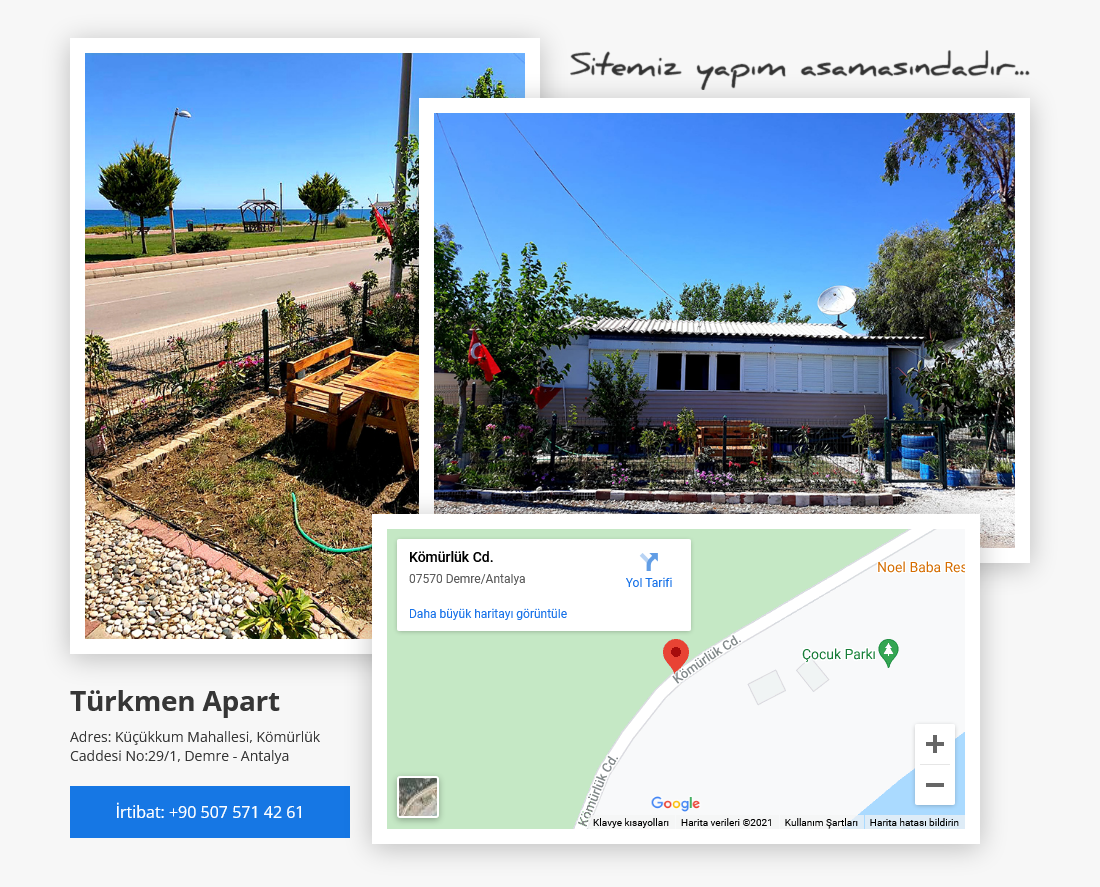 Sitemiz yapım asamasındadır...
Kömürlük Cd.
07570 Demre/Antalya
Yol Tarifi
Daha büyük haritayı görüntüle
Noel Baba Res
Kömürlük Cd.
Çocuk Parkı
Kömürlük Cd.
Google
Klavye kısayolları Harita verileri ©2021 Kullanım Şartları Harita hatası bildirin
Türkmen Apart
Adres: Küçükkum Mahallesi, Kömürlük
Caddesi No:29/1, Demre - Antalya
İrtibat: +90 507 571 42 61